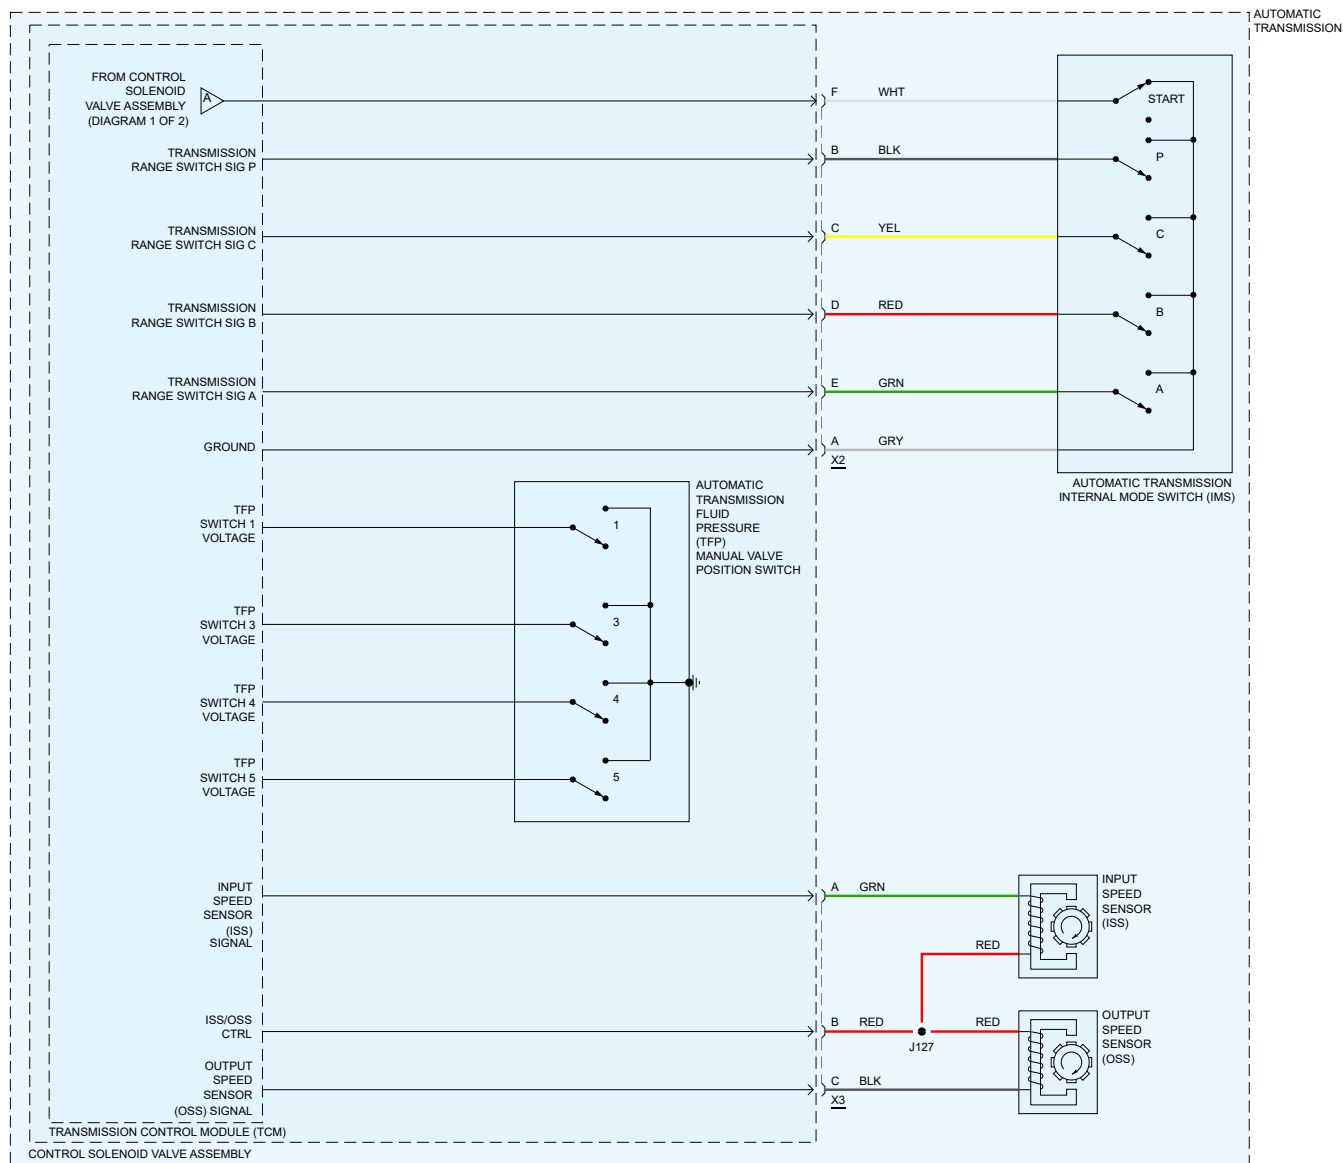 AUTOMATIC
TRANSMISSION
FROM CONTROL
SOLENOID
VALVE ASSEMBLY
(DIAGRAM 1 OF 2)
A
F WHT
START
TRANSMISSION
RANGE SWITCH SIG P
B BLK
P
TRANSMISSION
RANGE SWITCH SIG C
C YEL
C
TRANSMISSION
RANGE SWITCH SIG B
D RED
B
TRANSMISSION
RANGE SWITCH SIG A
E GRN
A
GROUND
A GRY
X2
AUTOMATIC TRANSMISSION
INTERNAL MODE SWITCH (IMS)
AUTOMATIC
TRANSMISSION
FLUID
PRESSURE
(TFP)
MANUAL VALVE
POSITION SWITCH
TFP
SWITCH 1
VOLTAGE
1
TFP
SWITCH 3
VOLTAGE
3
TFP
SWITCH 4
VOLTAGE
4
TFP
SWITCH 5
VOLTAGE
5
INPUT
SPEED
SENSOR
(ISS)
SIGNAL
A GRN
RED
INPUT
SPEED
SENSOR
(ISS)
ISS/OSS
CTRL
B RED
RED
J127
OUTPUT
SPEED
SENSOR
(OSS)
OUTPUT
SPEED
SENSOR
(OSS) SIGNAL
C BLK
X3
TRANSMISSION CONTROL MODULE (TCM)
CONTROL SOLENOID VALVE ASSEMBLY